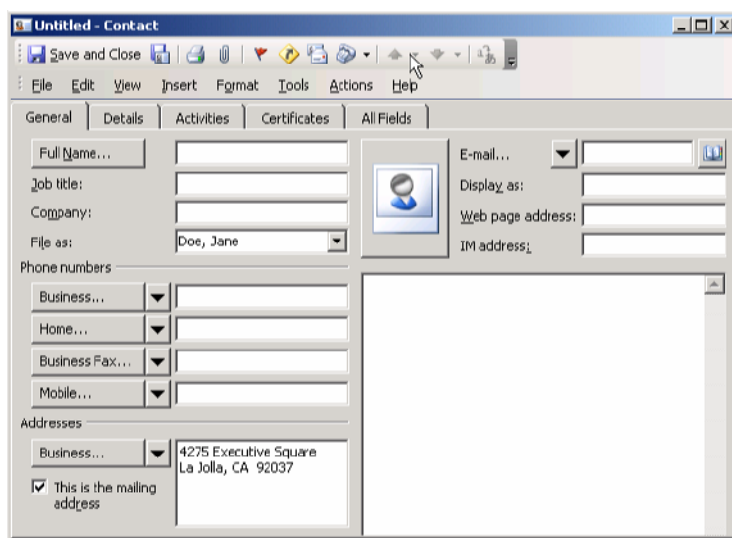 Untitled - Contact
Save and Close
File Edit View Insert Format Tools Actions Help
General Details Activities Certificates All Fields
Full Name...
Job title:
Company:
File as: Doe, Jane
E-mail...
Display as:
Web page address:
IM address:
Phone numbers
Business...
Home...
Business Fax...
Mobile...
Addresses
Business...
4275 Executive Square
La Jolla, CA 92037
This is the mailing
address